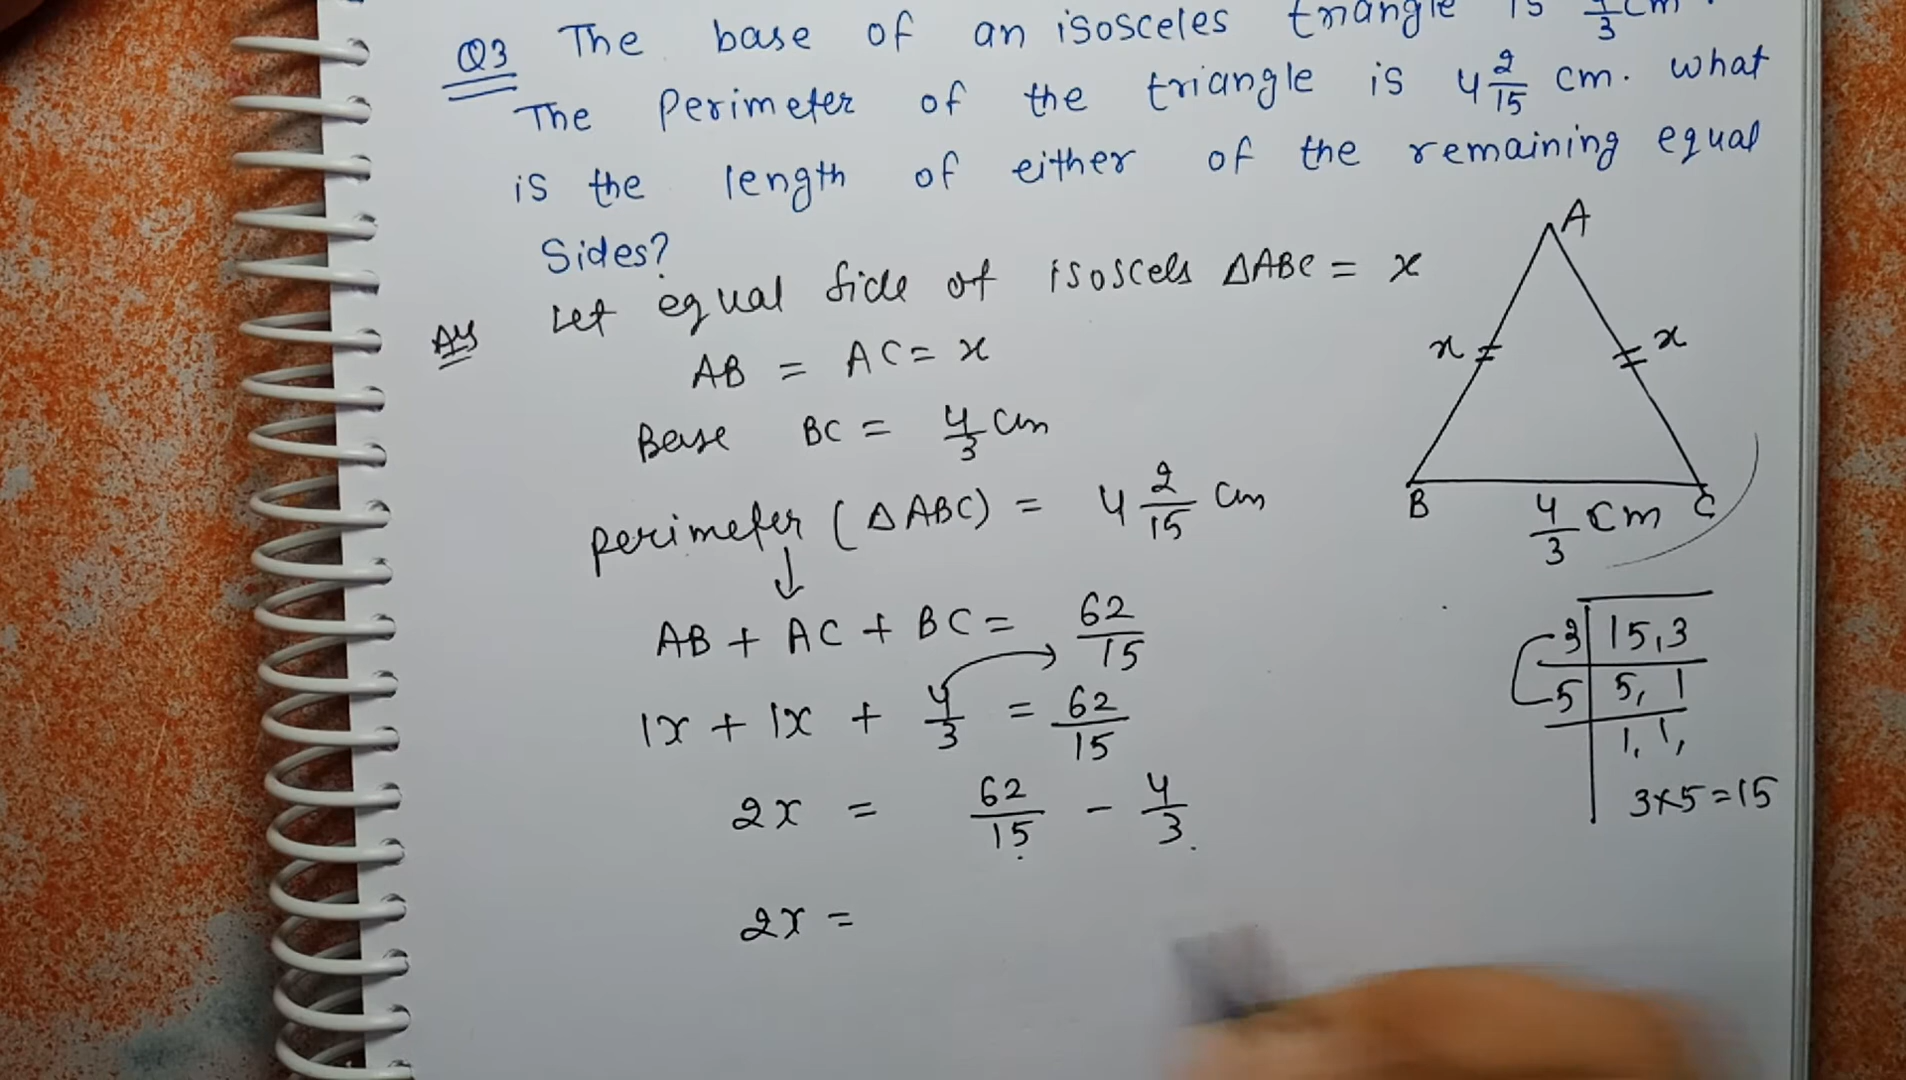 Q3 The base of an isosceles triangle is 4/3 cm.
The Perimeter of the triangle is 4 2/15 cm. what
is the length of either of the remaining equal
Sides?
Ans Let equal side of isoscels ΔABC = x
AB = AC = x
Base BC = 4/3 cm
perimeter (ΔABC) = 4 2/15 cm
↓
AB + AC + BC = 62/15
1x + 1x + 4/3 = 62/15
2x = 62/15 - 4/3
2x =
A
x x
B C
4/3 cm
3 | 15,3
5 | 5, 1
1, 1,
3×5=15